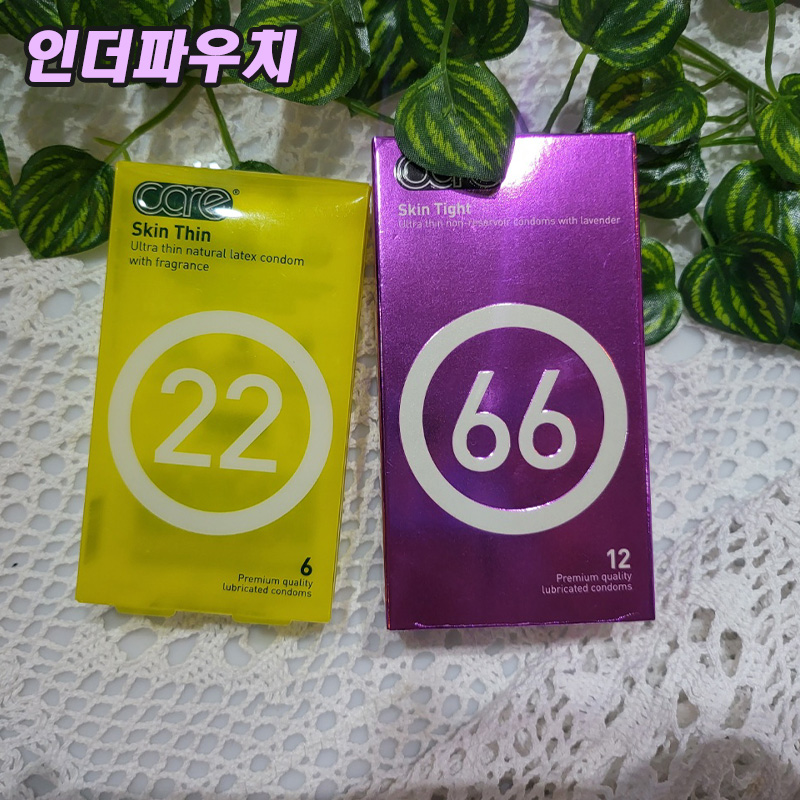 인더파우치
care®
Skin Thin
Ultra thin natural latex condom
with fragrance
22
6
Premium quality
lubricated condoms
care
Skin Tight
Ultra thin non-reservoir condoms with lavender
66
12
Premium quality
lubricated condoms